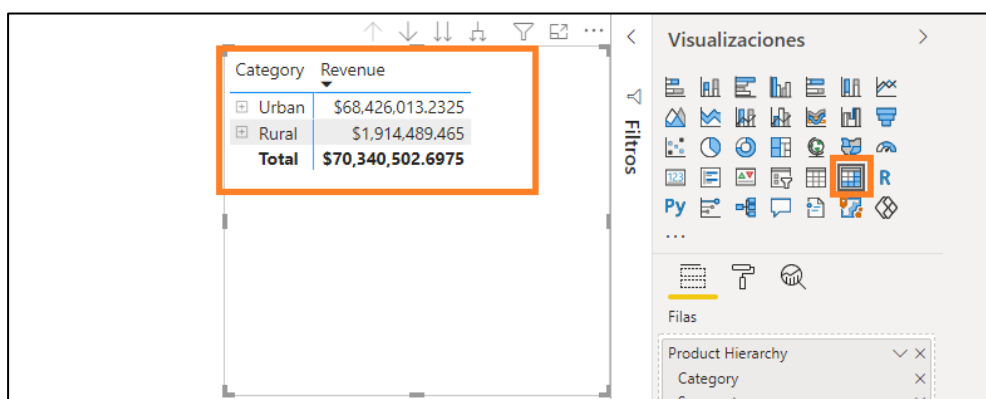 Category Revenue
Urban $68,426,013.2325
Rural $1,914,489.465
Total $70,340,502.6975
Filtros
Visualizaciones
123
R
Py
Filas
Product Hierarchy
Category